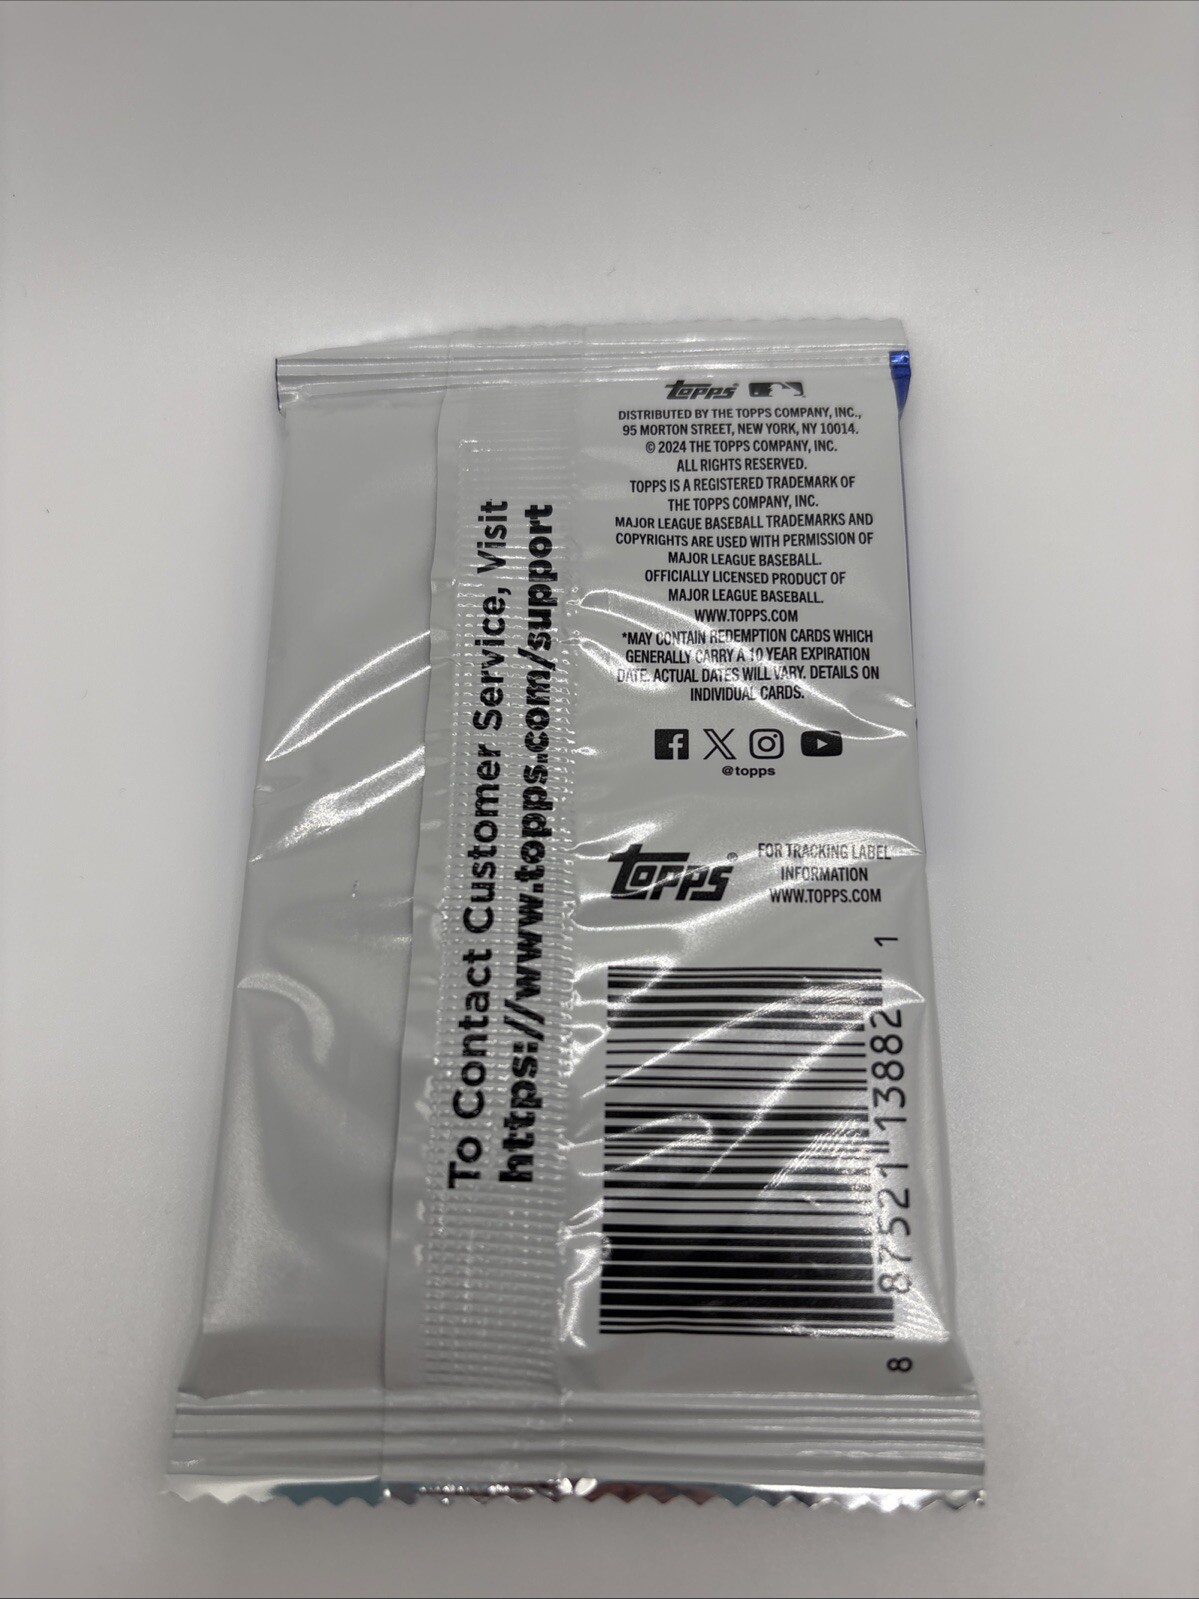 Topps
DISTRIBUTED BY THE TOPPS COMPANY, INC.,
95 MORTON STREET, NEW YORK, NY 10014.
© 2024 THE TOPPS COMPANY, INC.
ALL RIGHTS RESERVED.
TOPPS IS A REGISTERED TRADEMARK OF
THE TOPPS COMPANY, INC.
MAJOR LEAGUE BASEBALL TRADEMARKS AND
COPYRIGHTS ARE USED WITH PERMISSION OF
MAJOR LEAGUE BASEBALL.
OFFICIALLY LICENSED PRODUCT OF
MAJOR LEAGUE BASEBALL.
WWW.TOPPS.COM
*MAY CONTAIN REDEMPTION CARDS WHICH
GENERALLY CARRY A 10 YEAR EXPIRATION
DATE. ACTUAL DATES WILL VARY. DETAILS ON
INDIVIDUAL CARDS.
@topps
Topps®
FOR TRACKING LABEL
INFORMATION
WWW.TOPPS.COM
8 87521 13882 1
To Contact Customer Service, Visit
https://www.topps.com/support